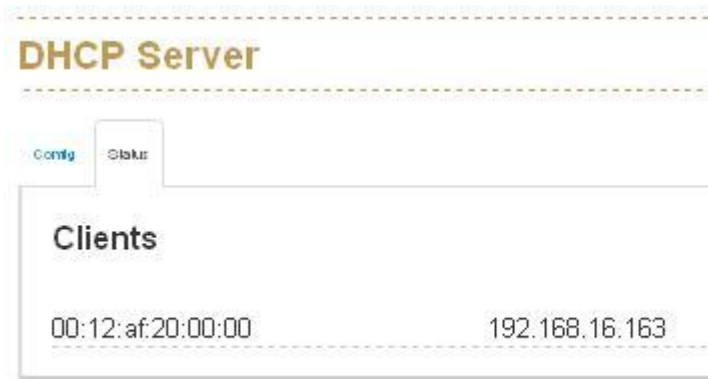 DHCP Server
Config Status
Clients
00:12:af:20:00:00 192.168.16.163